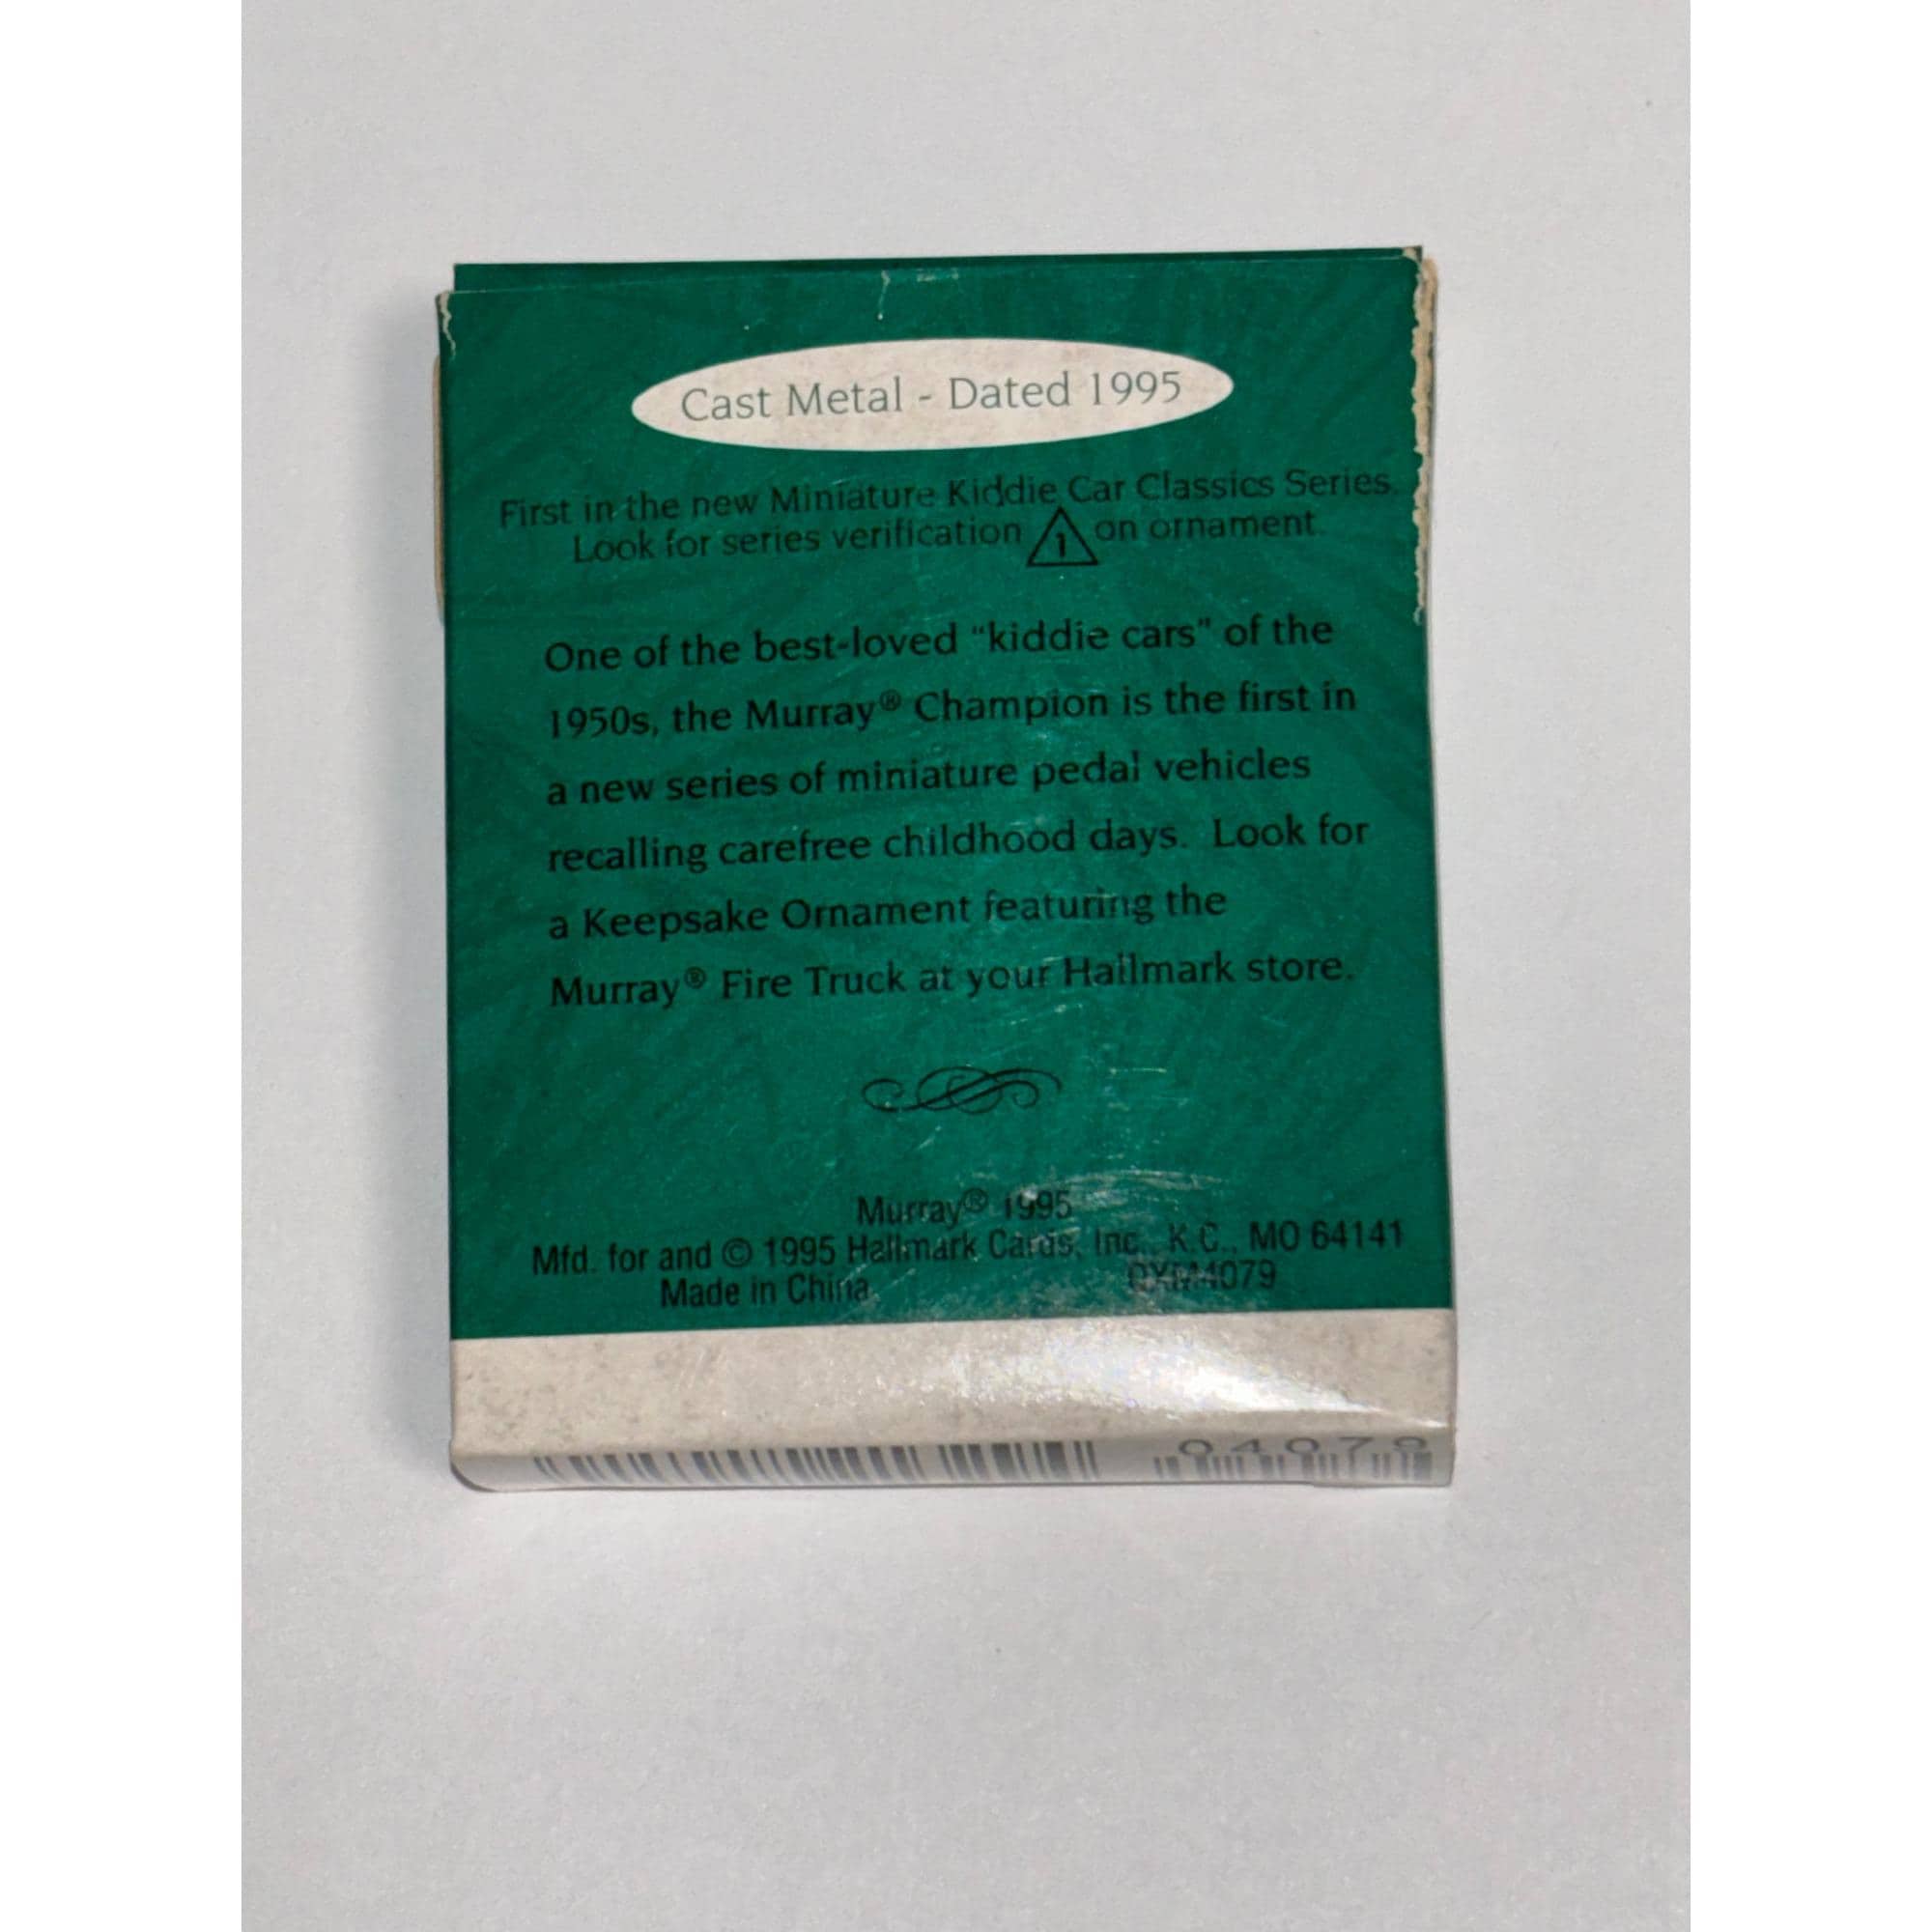 Cast Metal - Dated 1995
First in the new Miniature Kiddie Car Classics Series.
Look for series verification 1 on ornament.
One of the best-loved "kiddie cars" of the
1950s, the Murray® Champion is the first in
a new series of miniature pedal vehicles
recalling carefree childhood days. Look for
a Keepsake Ornament featuring the
Murray® Fire Truck at your Hallmark store.
Murray® 1995
Mfd. for and © 1995 Hallmark Cards, Inc., K.C., MO 64141
Made in China QXM4079
04079